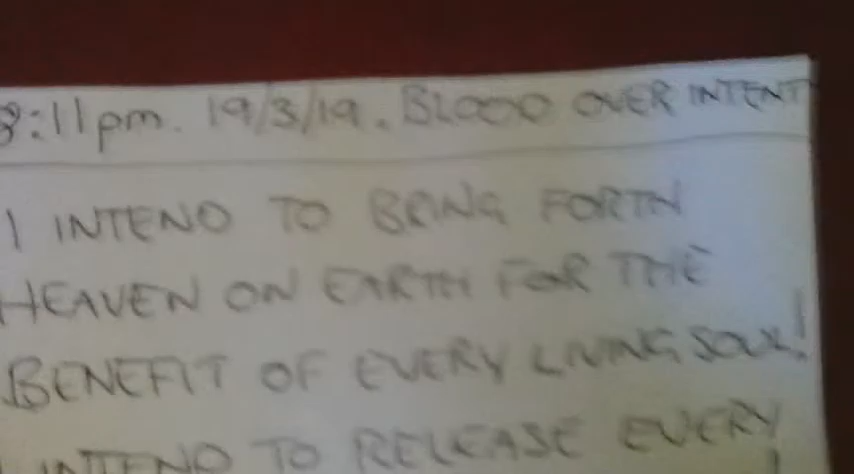 8:11pm. 19/3/19. BLOOD OVER INTENT
I INTEND TO BRING FORTH
HEAVEN ON EARTH FOR THE
BENEFIT OF EVERY LIVING SOUL!
I INTEND TO RELEASE EVERY